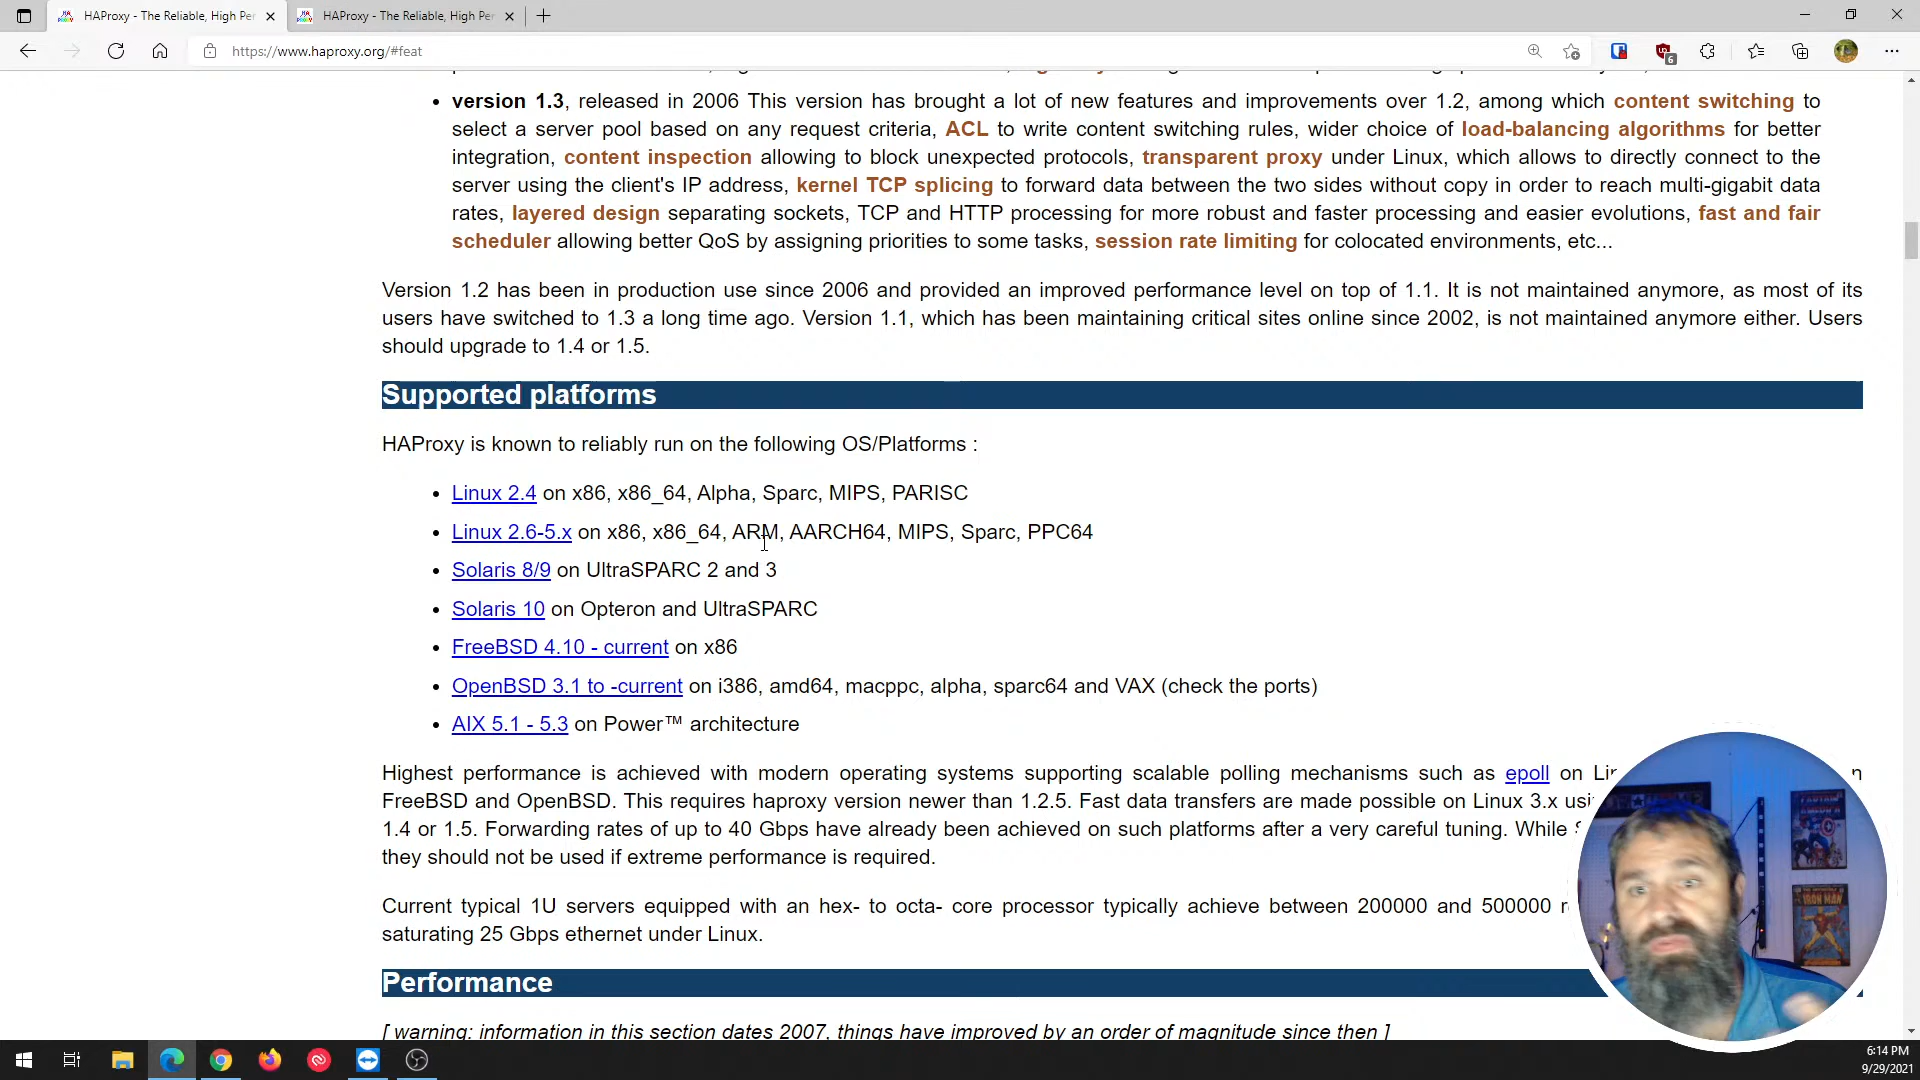 HAProxy - The Reliable, High Per
HAProxy - The Reliable, High Per
https://www.haproxy.org/#feat
6
• version 1.3, released in 2006 This version has brought a lot of new features and improvements over 1.2, among which content switching to
select a server pool based on any request criteria, ACL to write content switching rules, wider choice of load-balancing algorithms for better
integration, content inspection allowing to block unexpected protocols, transparent proxy under Linux, which allows to directly connect to the
server using the client's IP address, kernel TCP splicing to forward data between the two sides without copy in order to reach multi-gigabit data
rates, layered design separating sockets, TCP and HTTP processing for more robust and faster processing and easier evolutions, fast and fair
scheduler allowing better QoS by assigning priorities to some tasks, session rate limiting for colocated environments, etc...
Version 1.2 has been in production use since 2006 and provided an improved performance level on top of 1.1. It is not maintained anymore, as most of its
users have switched to 1.3 a long time ago. Version 1.1, which has been maintaining critical sites online since 2002, is not maintained anymore either. Users
should upgrade to 1.4 or 1.5.
Supported platforms
HAProxy is known to reliably run on the following OS/Platforms :
• Linux 2.4 on x86, x86_64, Alpha, Sparc, MIPS, PARISC
• Linux 2.6-5.x on x86, x86_64, ARM, AARCH64, MIPS, Sparc, PPC64
• Solaris 8/9 on UltraSPARC 2 and 3
• Solaris 10 on Opteron and UltraSPARC
• FreeBSD 4.10 - current on x86
• OpenBSD 3.1 to -current on i386, amd64, macppc, alpha, sparc64 and VAX (check the ports)
• AIX 5.1 - 5.3 on Power™ architecture
Highest performance is achieved with modern operating systems supporting scalable polling mechanisms such as epoll on
FreeBSD and OpenBSD. This requires haproxy version newer than 1.2.5. Fast data transfers are made possible on Linux 3.x
1.4 or 1.5. Forwarding rates of up to 40 Gbps have already been achieved on such platforms after a very careful tuning. While
they should not be used if extreme performance is required.
Current typical 1U servers equipped with an hex- to octa- core processor typically achieve between 200000 and 500000
saturating 25 Gbps ethernet under Linux.
Performance
[ warning: information in this section dates 2007, things have improved by an order of magnitude since then ]
CAPTAIN AMERICA
IRON MAN
6:14 PM
9/29/2021